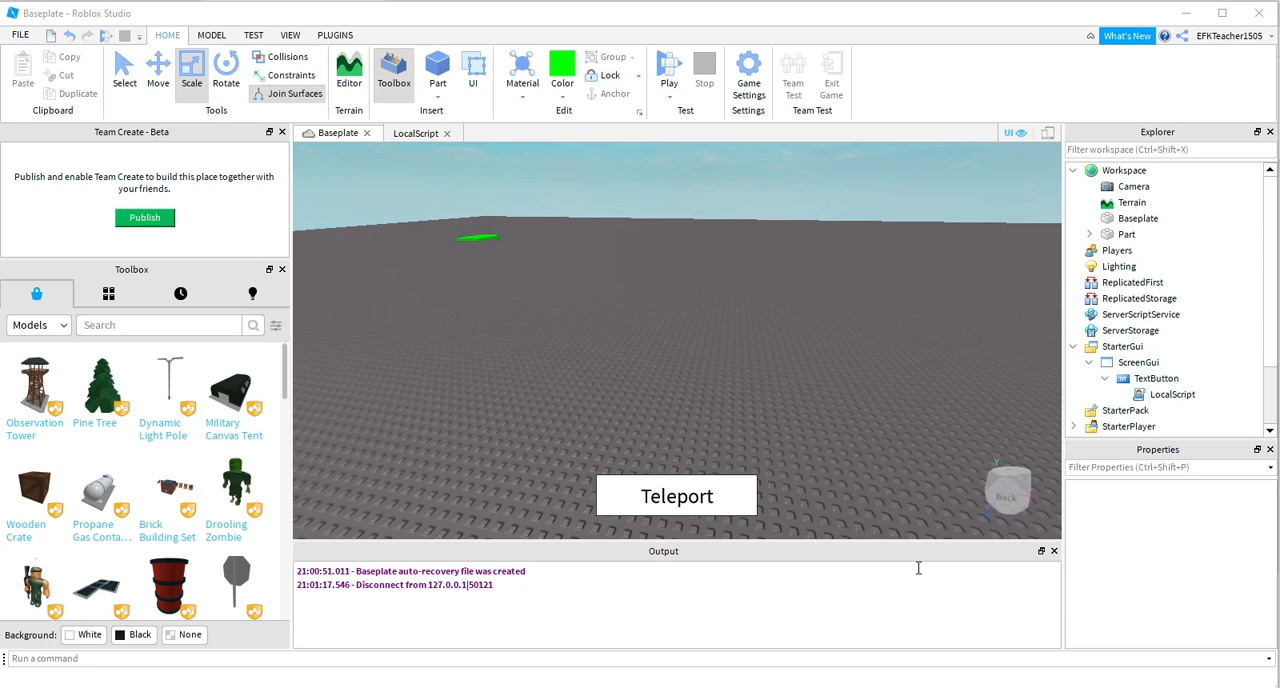 Baseplate - Roblox Studio
FILE HOME MODEL TEST VIEW PLUGINS What's New EFKTeacher1505
Paste Copy Cut Duplicate Select Move Scale Rotate Collisions Constraints Join Surfaces Editor Toolbox Part UI Material Color Group Lock Anchor Play Stop Game Settings Team Test Exit Game
Clipboard Tools Terrain Insert Edit Test Settings Team Test
Team Create - Beta
Publish and enable Team Create to build this place together with
your friends.
Publish
Toolbox
Models Search
Observation Tower
Pine Tree
Dynamic Light Pole
Military Canvas Tent
Wooden Crate
Propane Gas Conta...
Brick Building Set
Drooling Zombie
Background: White Black None
Run a command
Baseplate LocalScript UI
Teleport
Y
Back
Output
21:00:51.011 - Baseplate auto-recovery file was created
21:01:17.546 - Disconnect from 127.0.0.1|50121
Explorer
Filter workspace (Ctrl+Shift+X)
Workspace
Camera
Terrain
Baseplate
Part
Players
Lighting
ReplicatedFirst
ReplicatedStorage
ServerScriptService
ServerStorage
StarterGui
ScreenGui
TextButton
LocalScript
StarterPack
StarterPlayer
Properties
Filter Properties (Ctrl+Shift+P)